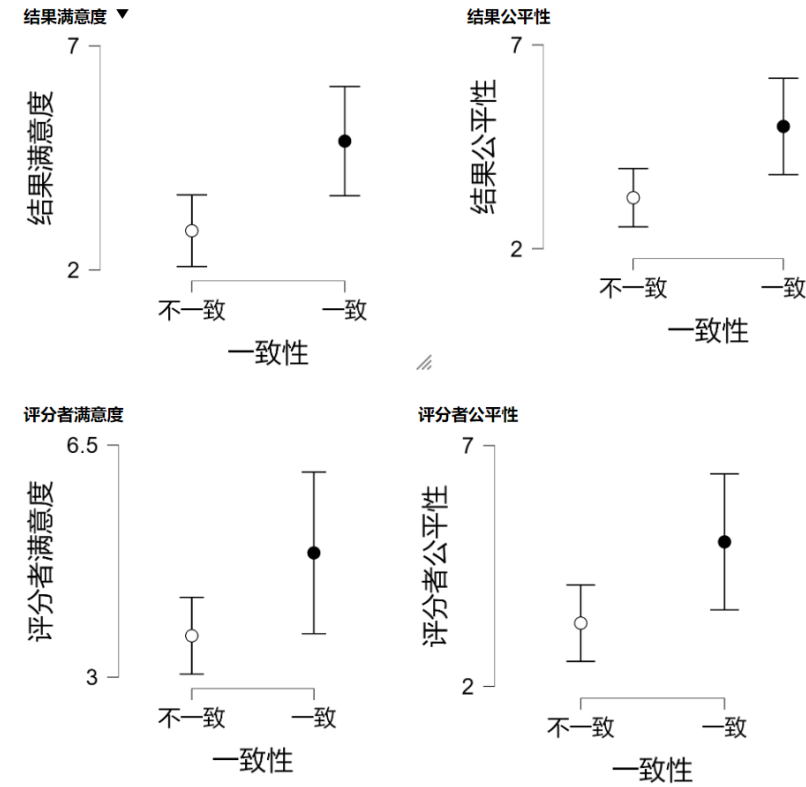 结果满意度 ▼
7
结果满意度
2
不一致 一致
一致性
结果公平性
7
结果公平性
2
不一致 一致
一致性
评分者满意度
6.5
评分者满意度
3
不一致 一致
一致性
评分者公平性
7
评分者公平性
2
不一致 一致
一致性